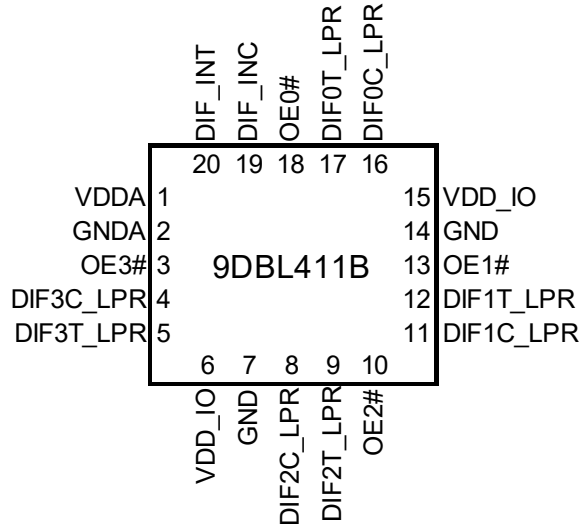 DIF_INT
DIF_INC
OE0#
DIF0T_LPR
DIF0C_LPR
20 19 18 17 16
VDDA 1
15 VDD_IO
GNDA 2
14 GND
OE3# 3
9DBL411B
13 OE1#
DIF3C_LPR 4
12 DIF1T_LPR
DIF3T_LPR 5
11 DIF1C_LPR
6 7 8 9 10
VDD_IO
GND
DIF2C_LPR
DIF2T_LPR
OE2#